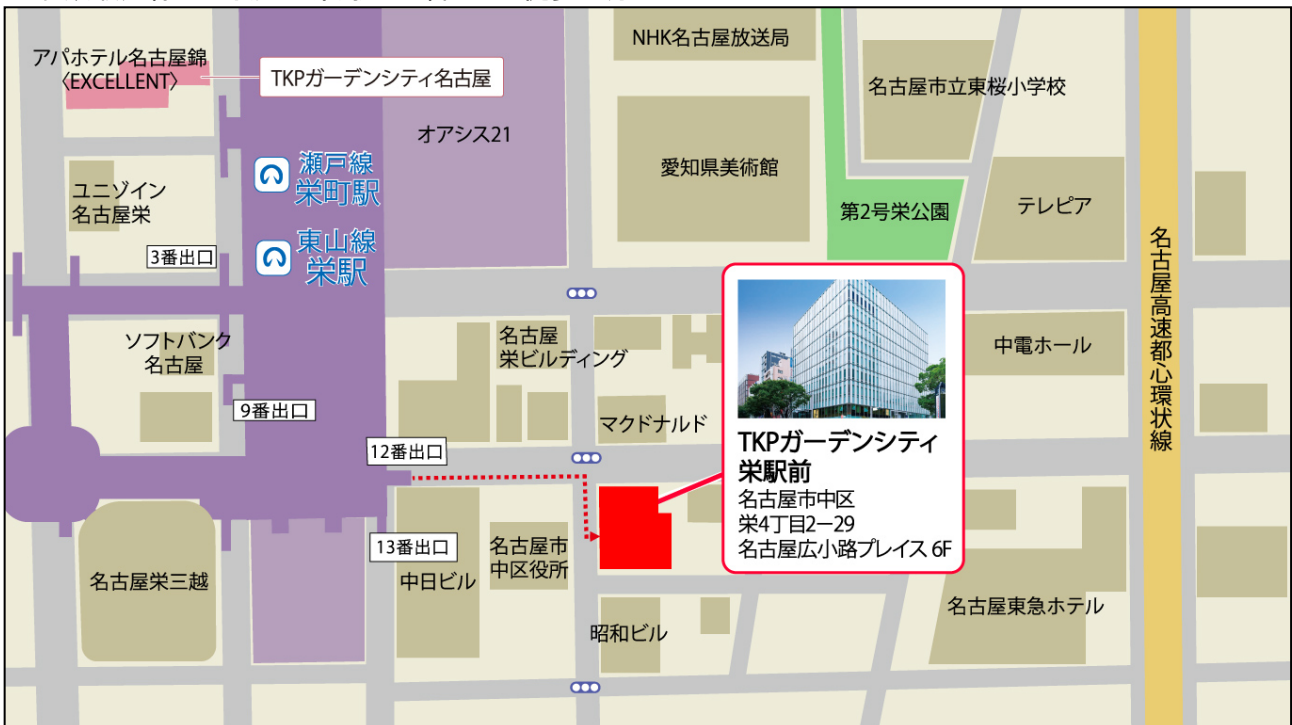 アパホテル名古屋錦
〈EXCELLENT〉
TKPガーデンシティ名古屋
オアシス21
NHK名古屋放送局
名古屋市立東桜小学校
愛知県美術館
瀬戸線
栄町駅
ユニゾイン
名古屋栄
第2号栄公園
テレピア
東山線
栄駅
3番出口
名古屋高速都心環状線
ソフトバンク
名古屋
名古屋
栄ビルディング
中電ホール
9番出口
マクドナルド
12番出口
TKPガーデンシティ
栄駅前
名古屋市中区
栄4丁目2ー29
名古屋広小路プレイス 6F
13番出口
名古屋市
中区役所
名古屋栄三越
中日ビル
名古屋東急ホテル
昭和ビル